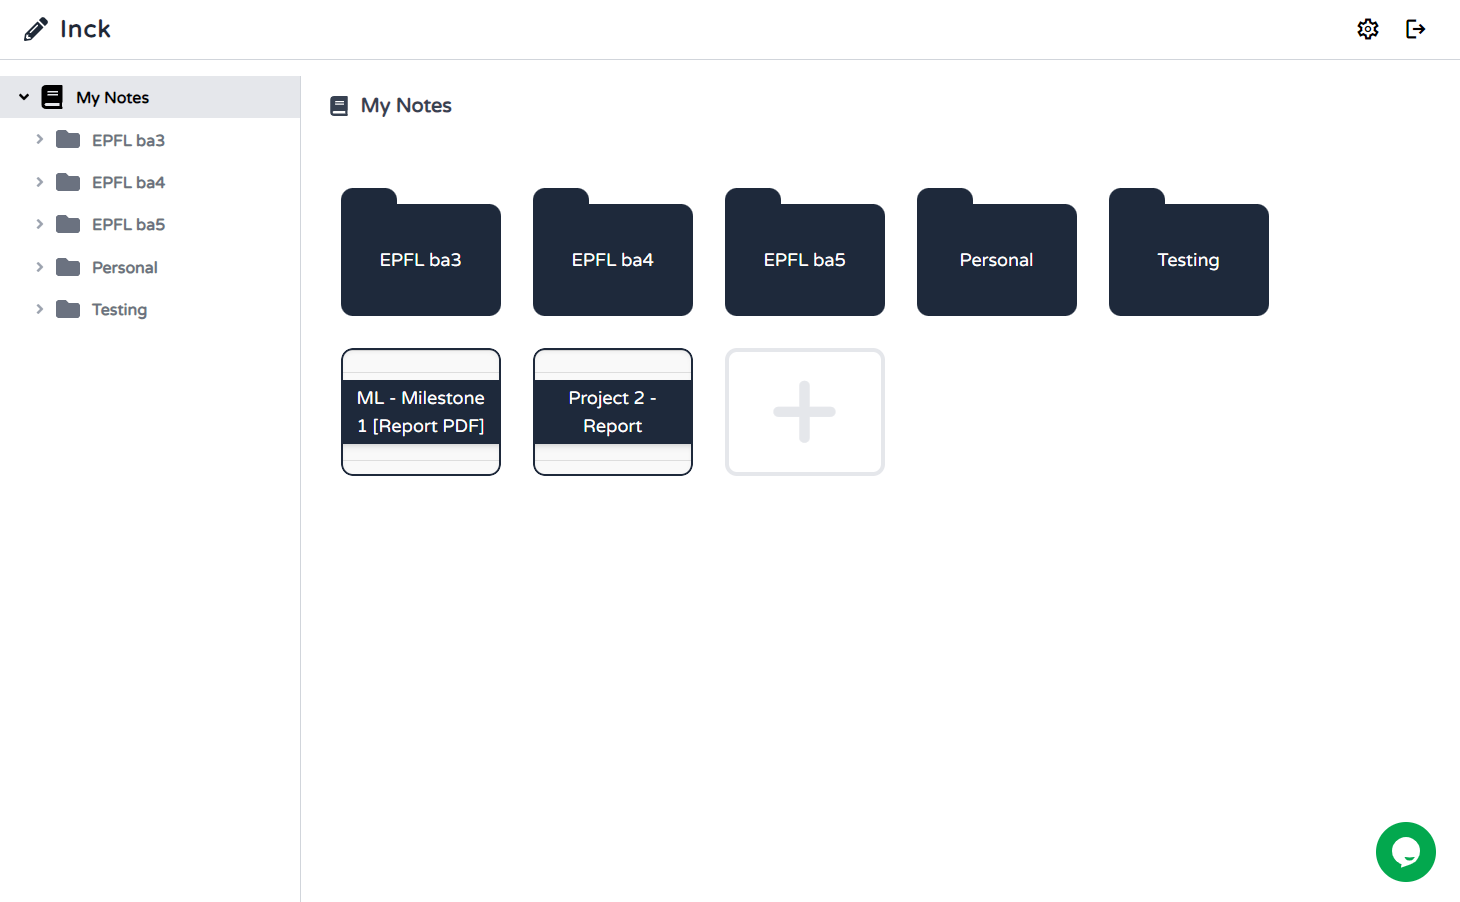 Inck
My Notes
EPFL ba3
EPFL ba4
EPFL ba5
Personal
Testing
My Notes
EPFL ba3
EPFL ba4
EPFL ba5
Personal
Testing
ML - Milestone
1 [Report PDF]
Project 2 -
Report